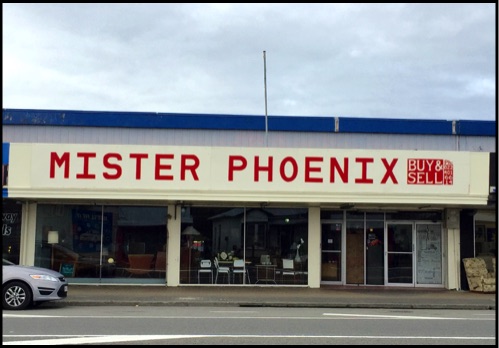 MISTER PHOENIX BUY&
SELL